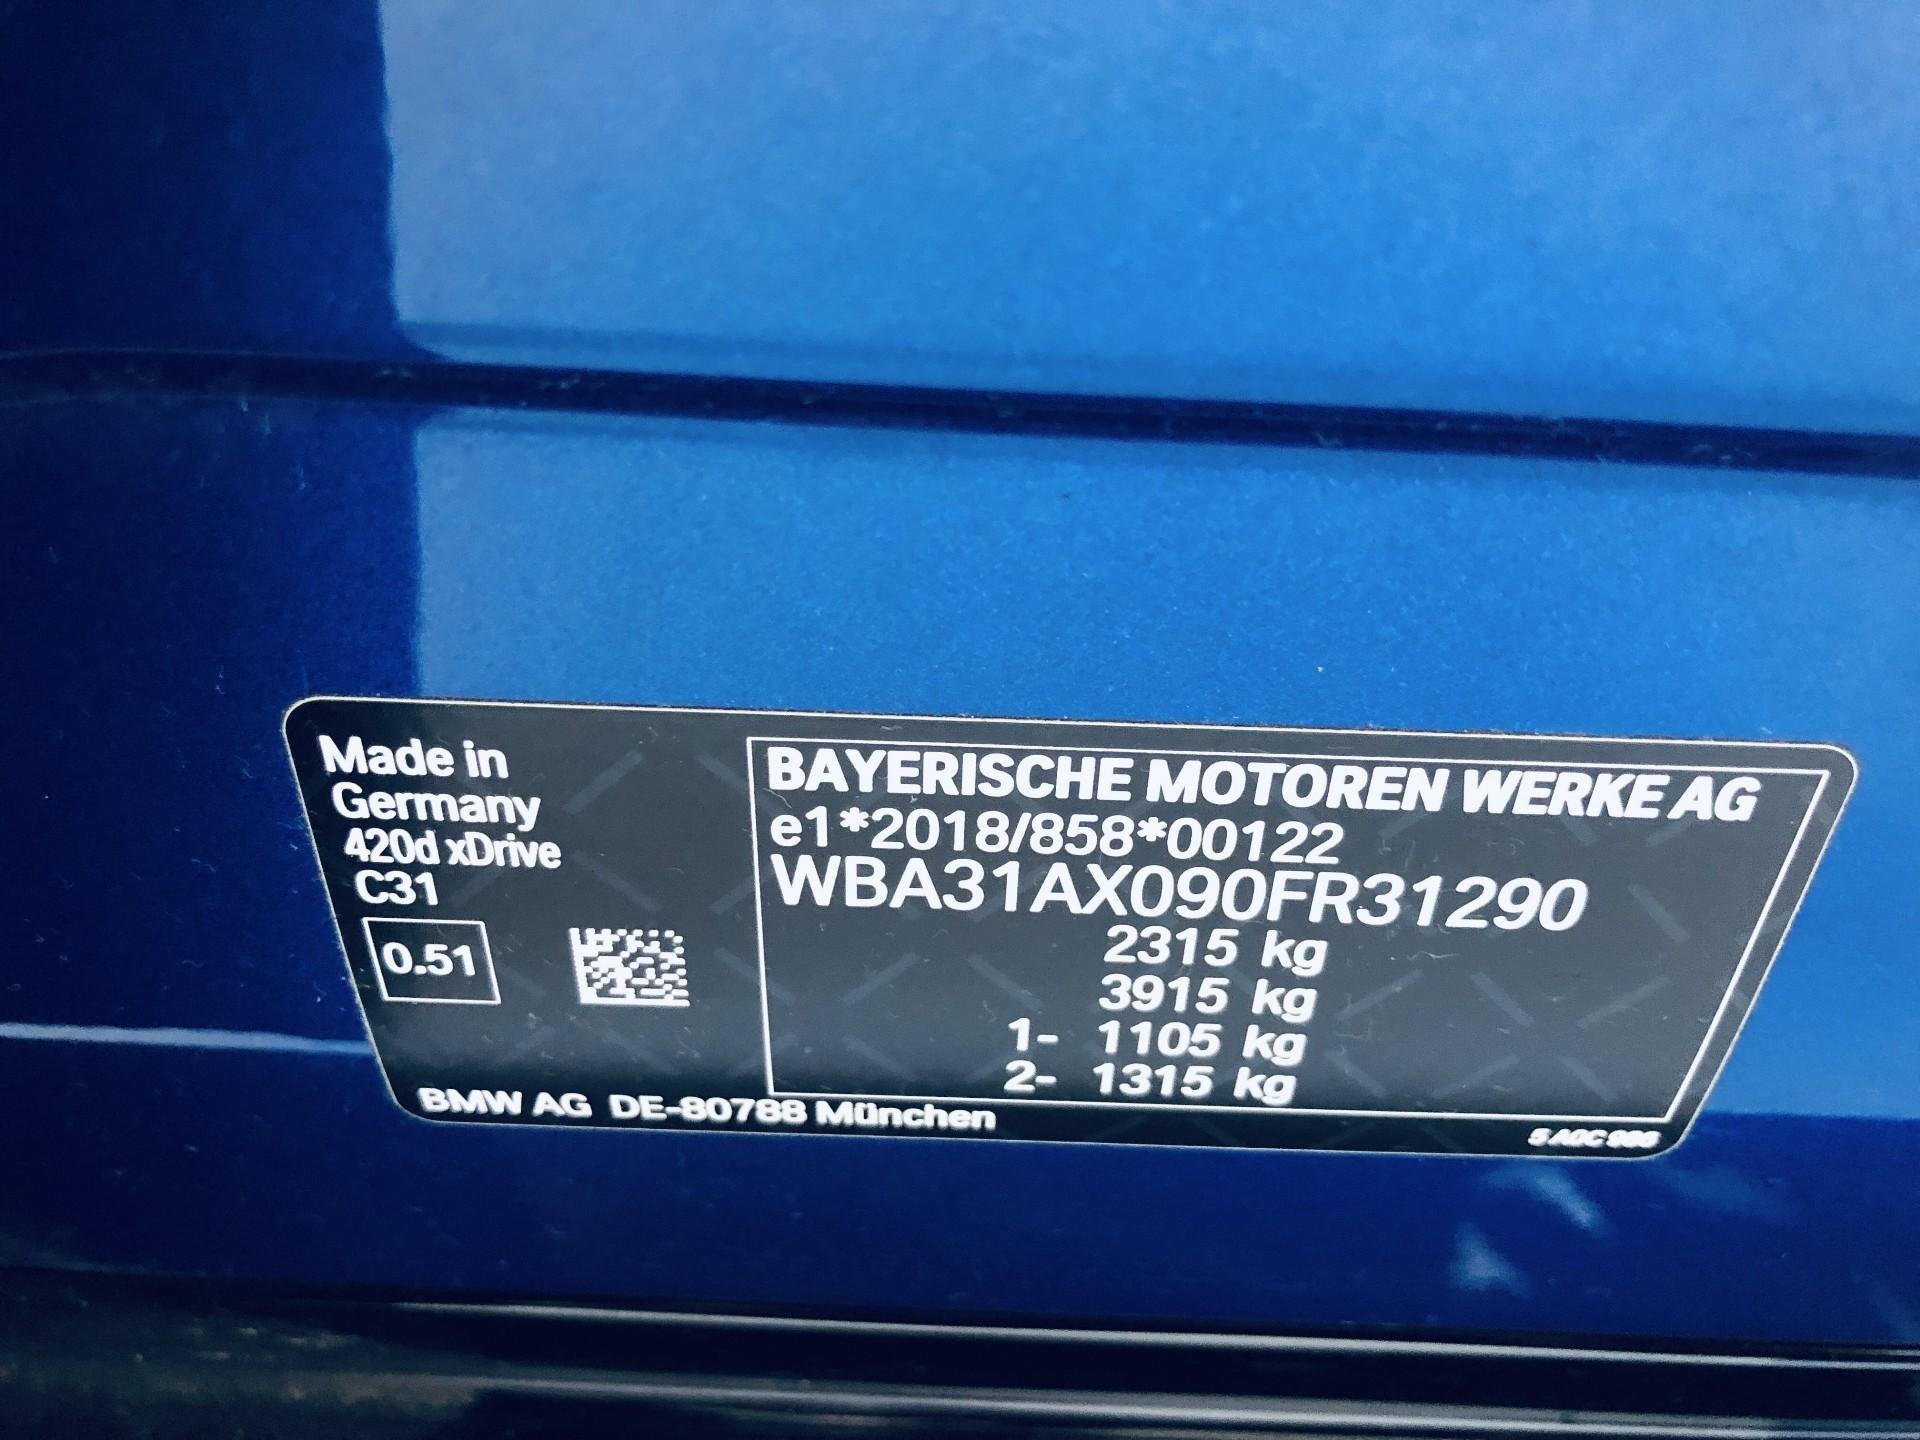 Made in
Germany
420d xDrive
C31
0.51
BAYERISCHE MOTOREN WERKE AG
e1*2018/858*00122
WBA31AX090FR31290
2315 kg
3915 kg
1- 1105 kg
2- 1315 kg
BMW AG DE-80788 München